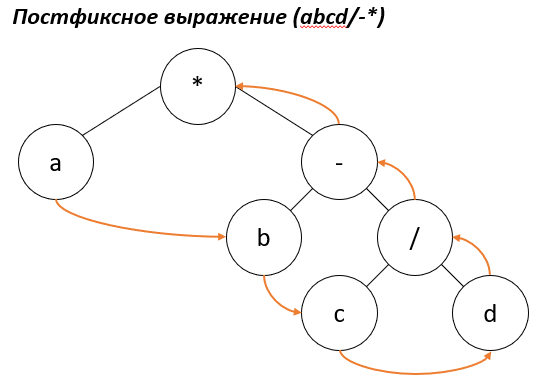 Постфиксное выражение (abcd/-*)
*
a
-
b
/
c
d